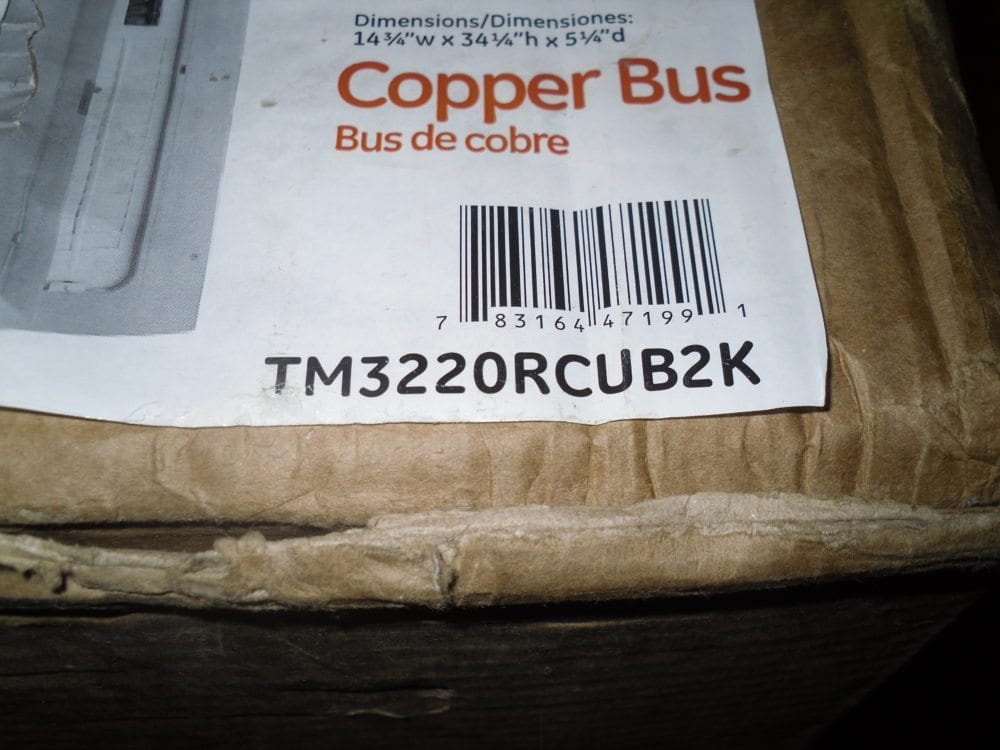 Dimensions/Dimensiones:
14¾"w x 34¼"h x 5¼"d
Copper Bus
Bus de cobre
7 83164 47199 1
TM3220RCUB2K